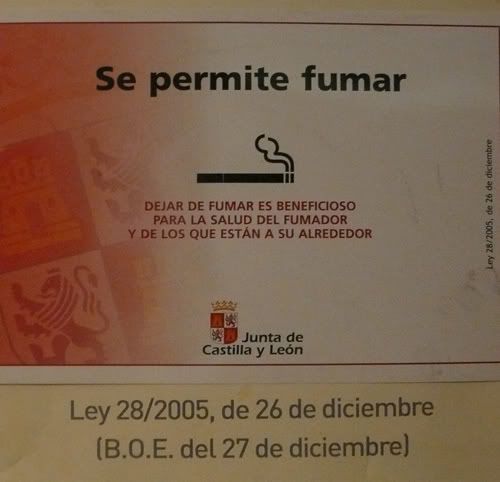 Se permite fumar
DEJAR DE FUMAR ES BENEFICIOSO
PARA LA SALUD DEL FUMADOR
Y DE LOS QUE ESTÁN A SU ALREDEDOR
Ley 28/2005, de 26 de diciembre
Junta de
Castilla y León
Ley 28/2005, de 26 de diciembre
(B.O.E. del 27 de diciembre)